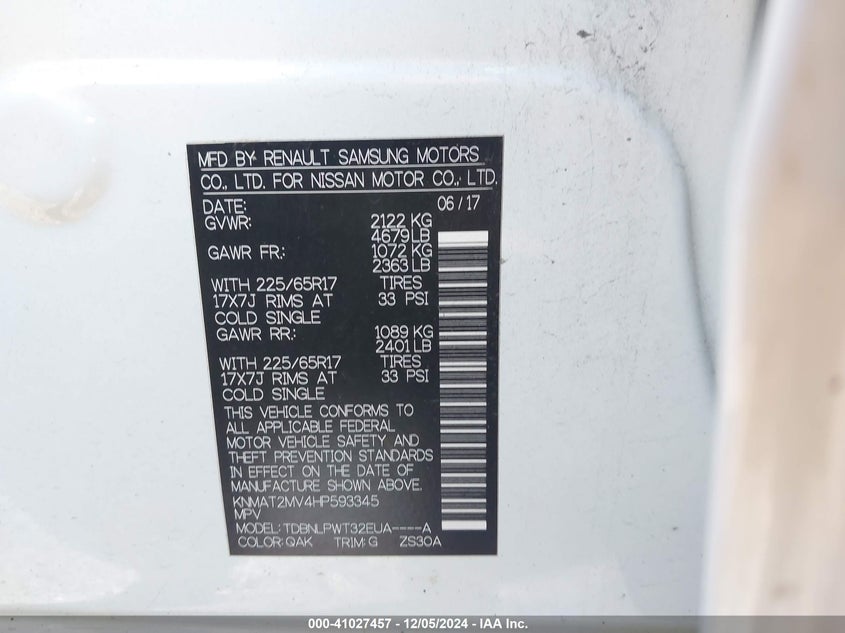 MFD BY RENAULT SAMSUNG MOTORS
CO., LTD. FOR NISSAN MOTOR CO., LTD.
DATE: 06 / 17
GVWR: 2122 KG
4679 LB
GAWR FR.: 1072 KG
2363 LB
WITH 225/65R17 TIRES
17X7J RIMS AT 33 PSI
COLD SINGLE
GAWR RR.: 1089 KG
2401 LB
WITH 225/65R17 TIRES
17X7J RIMS AT 33 PSI
COLD SINGLE
THIS VEHICLE CONFORMS TO
ALL APPLICABLE FEDERAL
MOTOR VEHICLE SAFETY AND
THEFT PREVENTION STANDARDS
IN EFFECT ON THE DATE OF
MANUFACTURE SHOWN ABOVE.
KNMAT2MV4HP593345
MPV
MODEL: TDBNLPWT32EUA----A
COLOR: QAK TRIM: G ZS30A
000-41027457 - 12/05/2024 - IAA Inc.